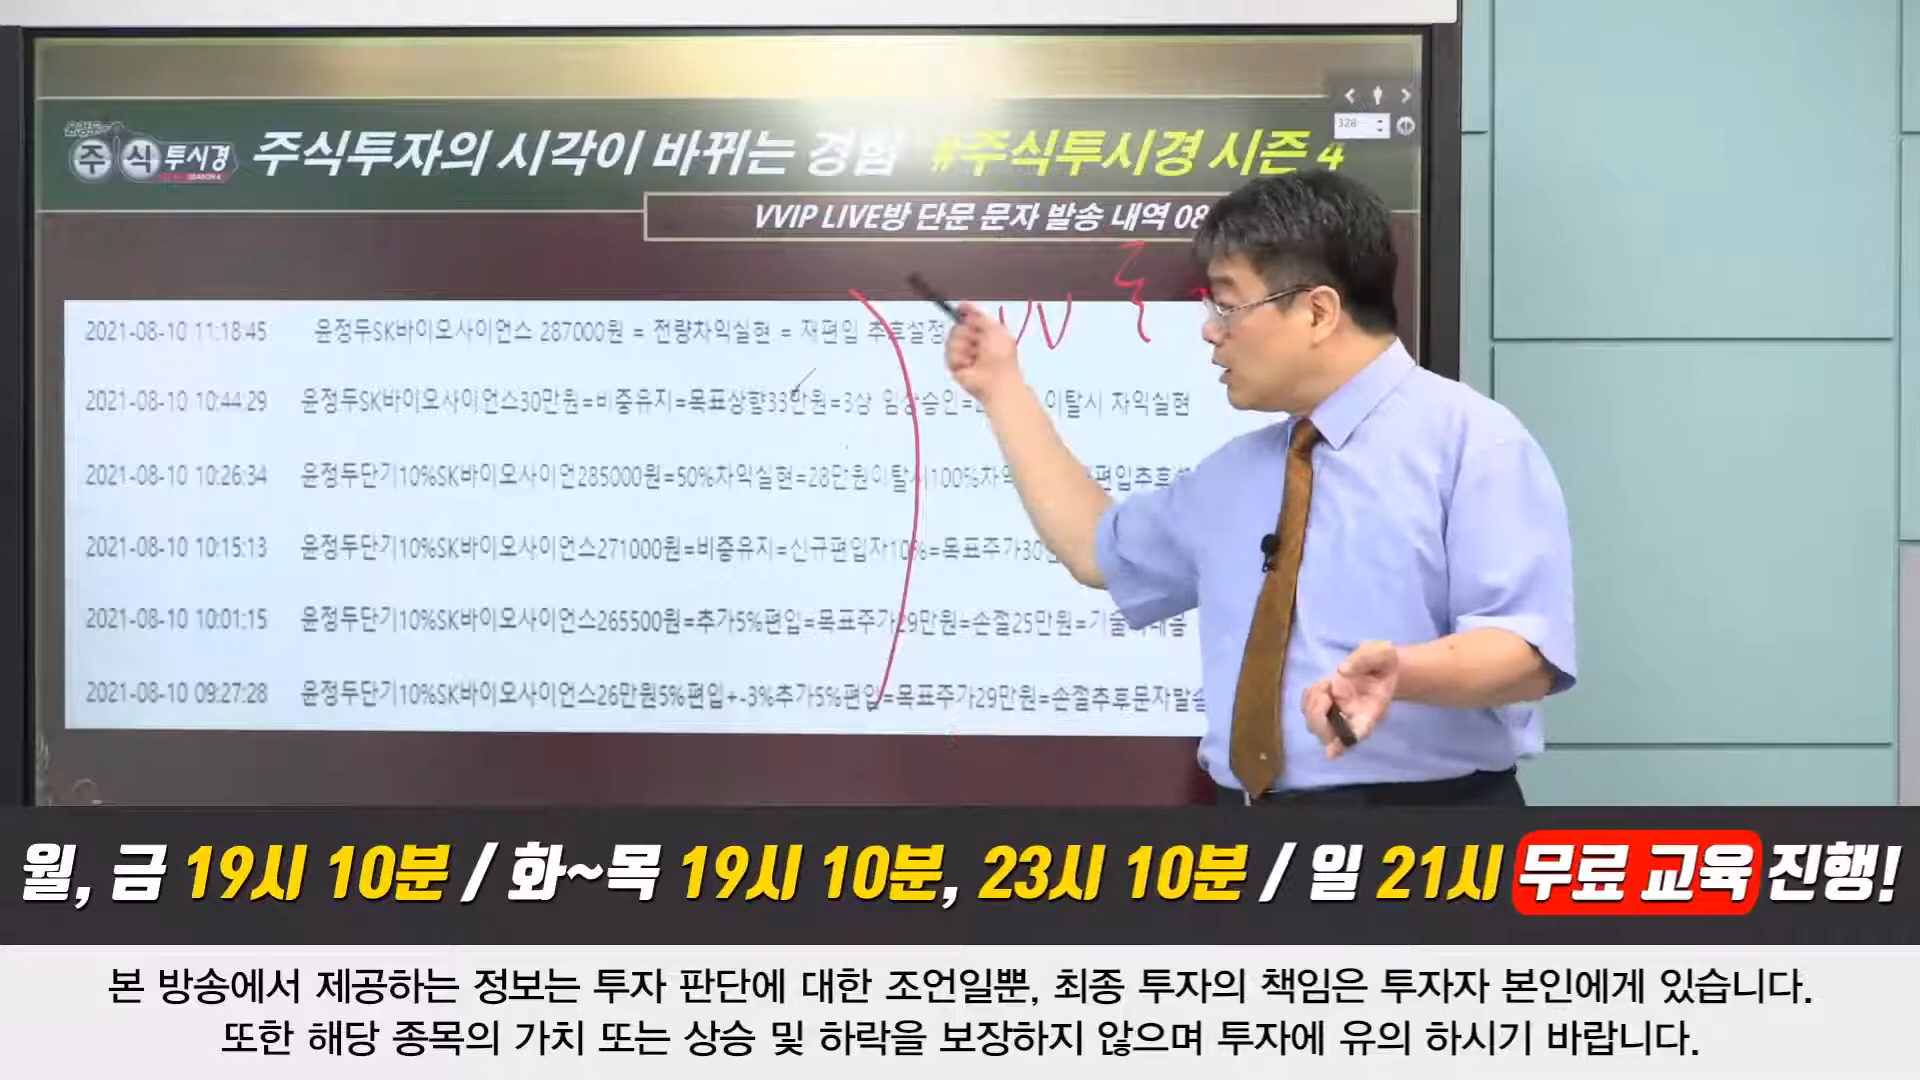 윤정두의
주식투시경
주식투자의 시각이 바뀌는 경험 #주식투시경 시즌 4
328
VVIP LIVE방 단문 문자 발송 내역 08
2021-08-10 11:18:45 윤정두SK바이오사이언스 287000원 = 전량차익실현 = 재편입 추후설정
2021-08-10 10:44:29 윤정두SK바이오사이언스30만원=비중유지=목표상향33만원=3상 임상승인= 이탈시 차익실현
2021-08-10 10:26:34 윤정두단기10%SK바이오사이언285000원=50%차익실현=28만원이탈시100%차익 편입추후
2021-08-10 10:15:13 윤정두단기10%SK바이오사이언스271000원=비중유지=신규편입자10%=목표주가30만
2021-08-10 10:01:15 윤정두단기10%SK바이오사이언스265500원=추가5%편입=목표주가29만원=손절25만원=기술적대응
2021-08-10 09:27:28 윤정두단기10%SK바이오사이언스26만원5%편입+-3%추가5%편입=목표주가29만원=손절추후문자발송
월, 금 19시 10분 / 화~목 19시 10분, 23시 10분 / 일 21시 무료 교육 진행!
본 방송에서 제공하는 정보는 투자 판단에 대한 조언일뿐, 최종 투자의 책임은 투자자 본인에게 있습니다.
또한 해당 종목의 가치 또는 상승 및 하락을 보장하지 않으며 투자에 유의 하시기 바랍니다.